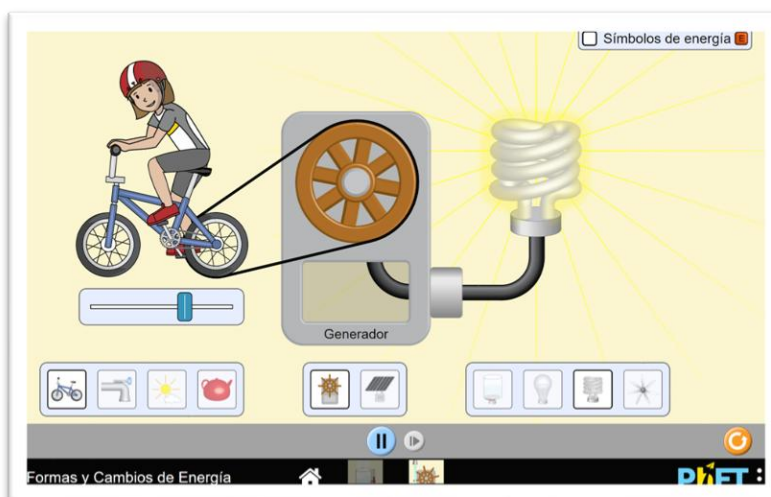 Símbolos de energía E
Generador
Formas y Cambios de Energía
PhET